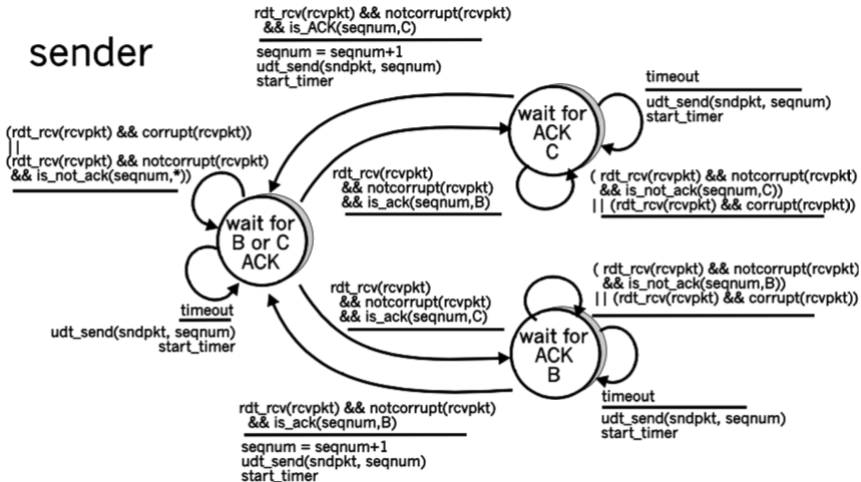 rdt_rcv(rcvpkt) && notcorrupt(rcvpkt)
&& is_ACK(seqnum,C)
seqnum = seqnum+1
udt_send(sndpkt, seqnum)
start_timer
sender
timeout
udt_send(sndpkt, seqnum)
start_timer
wait for
ACK
C
(rdt_rcv(rcvpkt) && corrupt(rcvpkt))
||
(rdt_rcv(rcvpkt) && notcorrupt(rcvpkt)
&& is_not_ack(seqnum,*))
rdt_rcv(rcvpkt)
&& notcorrupt(rcvpkt)
&& is_ack(seqnum,B)
( rdt_rcv(rcvpkt) && notcorrupt(rcvpkt)
&& is_not_ack(seqnum,C))
|| (rdt_rcv(rcvpkt) && corrupt(rcvpkt))
wait for
B or C
ACK
timeout
udt_send(sndpkt, seqnum)
start_timer
rdt_rcv(rcvpkt)
&& notcorrupt(rcvpkt)
&& is_ack(seqnum,C)
( rdt_rcv(rcvpkt) && notcorrupt(rcvpkt)
&& is_not_ack(seqnum,B))
|| (rdt_rcv(rcvpkt) && corrupt(rcvpkt))
wait for
ACK
B
timeout
udt_send(sndpkt, seqnum)
start_timer
rdt_rcv(rcvpkt) && notcorrupt(rcvpkt)
&& is_ack(seqnum,B)
seqnum = seqnum+1
udt_send(sndpkt, seqnum)
start_timer